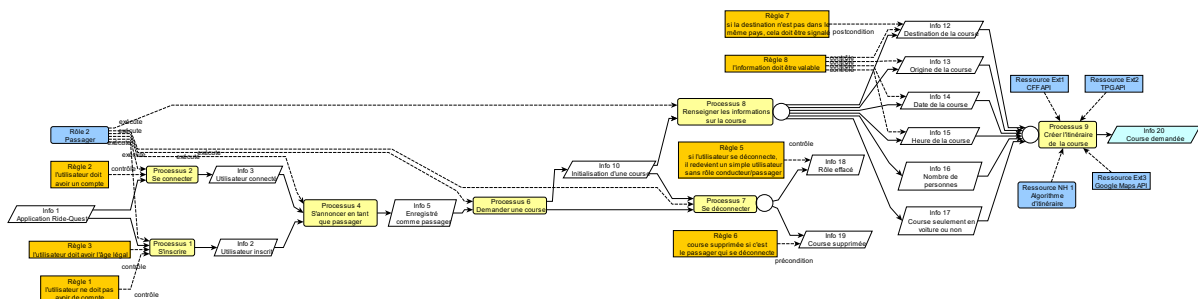 Règle 7
si la destination n'est pas dans le
même pays, cela doit être signalé
postcondition
Info 12
Destination de la course
Règle 8
l'information doit être valable
contrôle
contrôle
contrôle
contrôle
Info 13
Origine de la course
Ressource Ext1
CFF API
Ressource Ext2
TPG API
Info 14
Date de la course
Processus 8
Renseigner les informations
sur la course
exécute
Rôle 2
Passager
exécute
exécute
exécute
exécute
Info 15
Heure de la course
Processus 9
Créer l'itinéraire
de la course
Info 20
Course demandée
Règle 5
si l'utilisateur se déconnecte,
il redevient un simple utilisateur
sans rôle conducteur/passager
contrôle
Info 18
Rôle effacé
Info 10
Initialisation d'une course
Règle 2
l'utilisateur doit
avoir un compte
contrôle
Processus 2
Se connecter
Info 3
Utilisateur connecté
Info 16
Nombre de
personnes
Ressource Ext3
Google Maps API
Ressource NH 1
Algorithme
d'itinéraire
Processus 4
S'annoncer en tant
que passager
Info 5
Enregistré
comme passager
Processus 6
Demander une course
Processus 7
Se déconnecter
Info 1
Application Ride-Quest
Info 17
Course seulement en
voiture ou non
Règle 3
l'utilisateur doit avoir l'âge légal
contrôle
Processus 1
S'inscrire
Info 2
Utilisateur inscrit
Règle 6
course supprimée si c'est
le passager qui se déconnecte
précondition
Info 19
Course supprimée
Règle 1
l'utilisateur ne doit pas
avoir de compte
contrôle